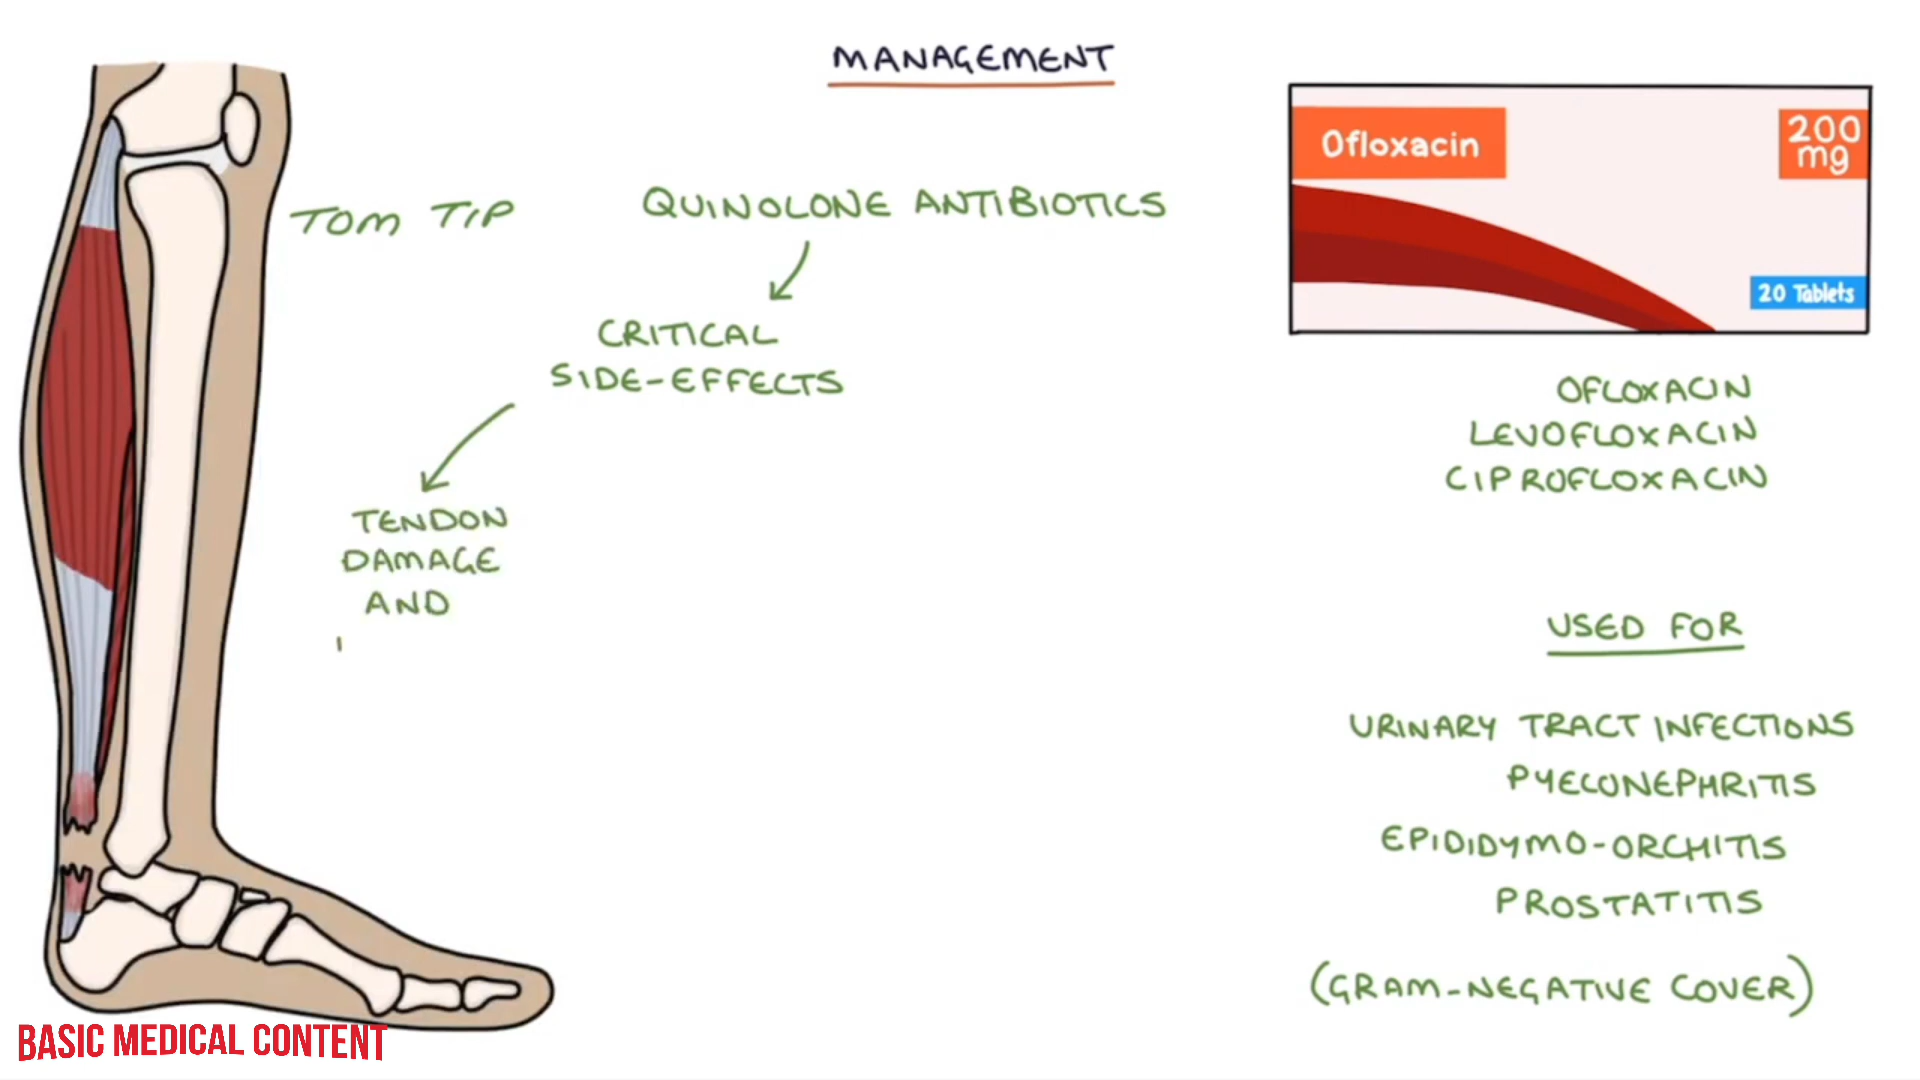 MANAGEMENT
Ofloxacin
200
mg
20 Tablets
TOM TIP
QUINOLONE ANTIBIOTICS
CRITICAL
SIDE-EFFECTS
TENDON
DAMAGE
AND
OFLOXACIN
LEVOFLOXACIN
CIPROFLOXACIN
USED FOR
URINARY TRACT INFECTIONS
PYELONEPHRITIS
EPIDIDYMO-ORCHITIS
PROSTATITIS
(GRAM-NEGATIVE COVER)
BASIC MEDICAL CONTENT